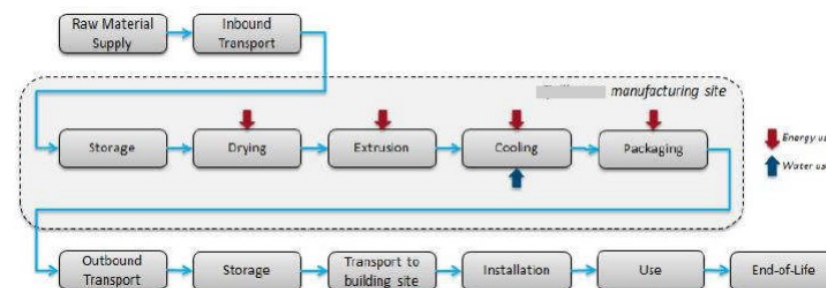 Raw Material
Supply
Inbound
Transport
manufacturing site
Storage
Drying
Extrusion
Cooling
Packaging
Energy us
Water us
Outbound
Transport
Storage
Transport to
building site
Installation
Use
End-of-Life